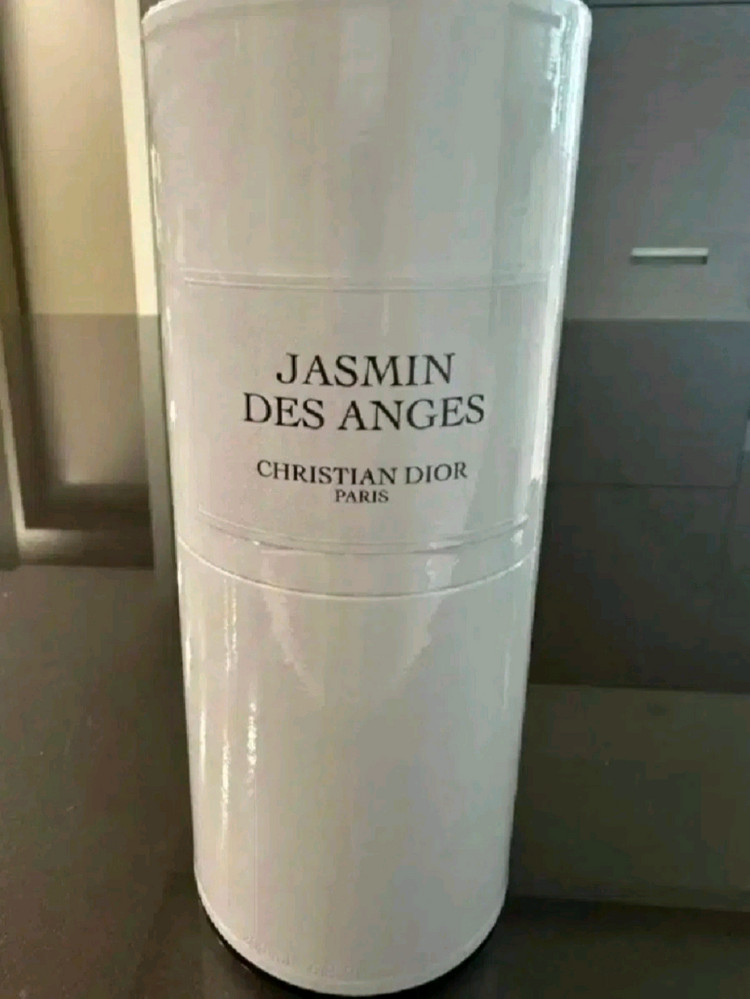 JASMIN
DES ANGES
CHRISTIAN DIOR
PARIS